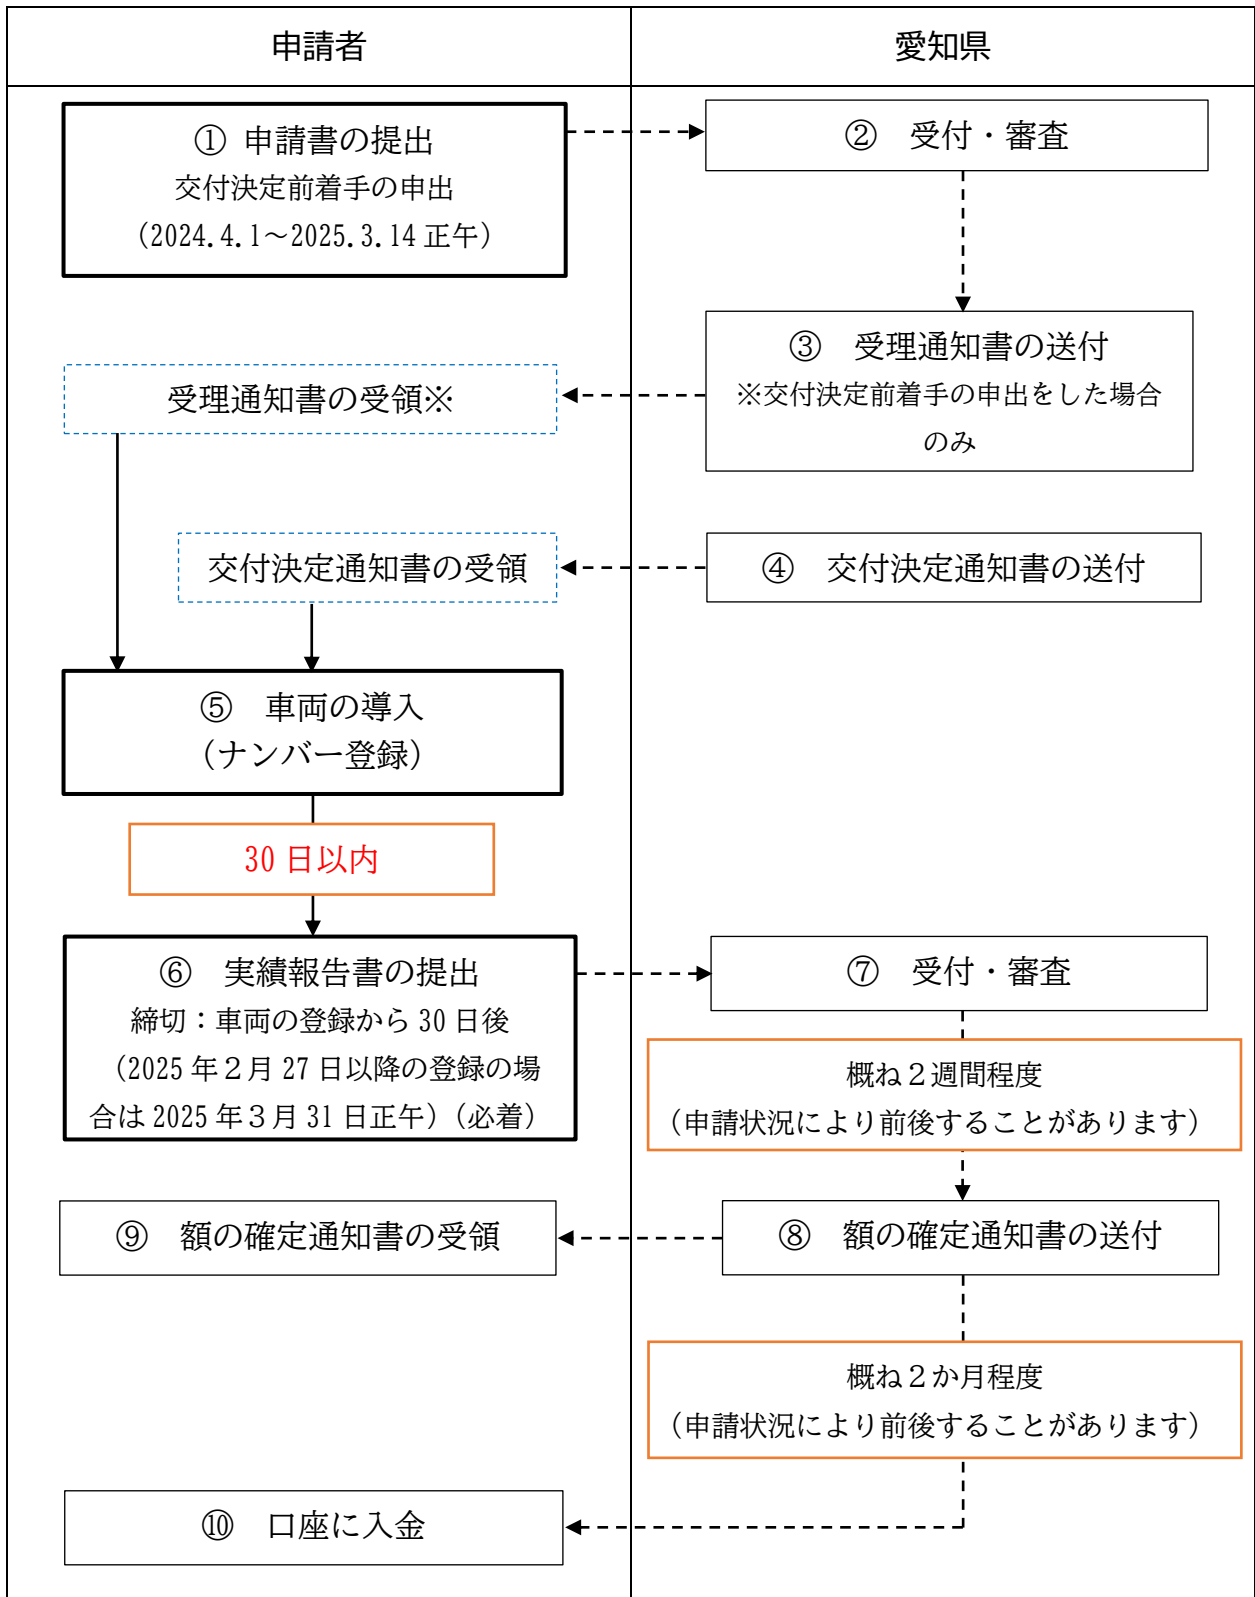 申請者
愛知県
① 申請書の提出
交付決定前着手の申出
（2024.4.1～2025.3.14 正午）
② 受付・審査
③ 受理通知書の送付
※交付決定前着手の申出をした場合
のみ
受理通知書の受領※
交付決定通知書の受領
④ 交付決定通知書の送付
⑤ 車両の導入
（ナンバー登録）
30 日以内
⑥ 実績報告書の提出
締切：車両の登録から 30 日後
（2025 年２月 27 日以降の登録の場
合は 2025 年３月 31 日正午）（必着）
⑦ 受付・審査
概ね２週間程度
（申請状況により前後することがあります）
⑨ 額の確定通知書の受領
⑧ 額の確定通知書の送付
概ね２か月程度
（申請状況により前後することがあります）
⑩ 口座に入金